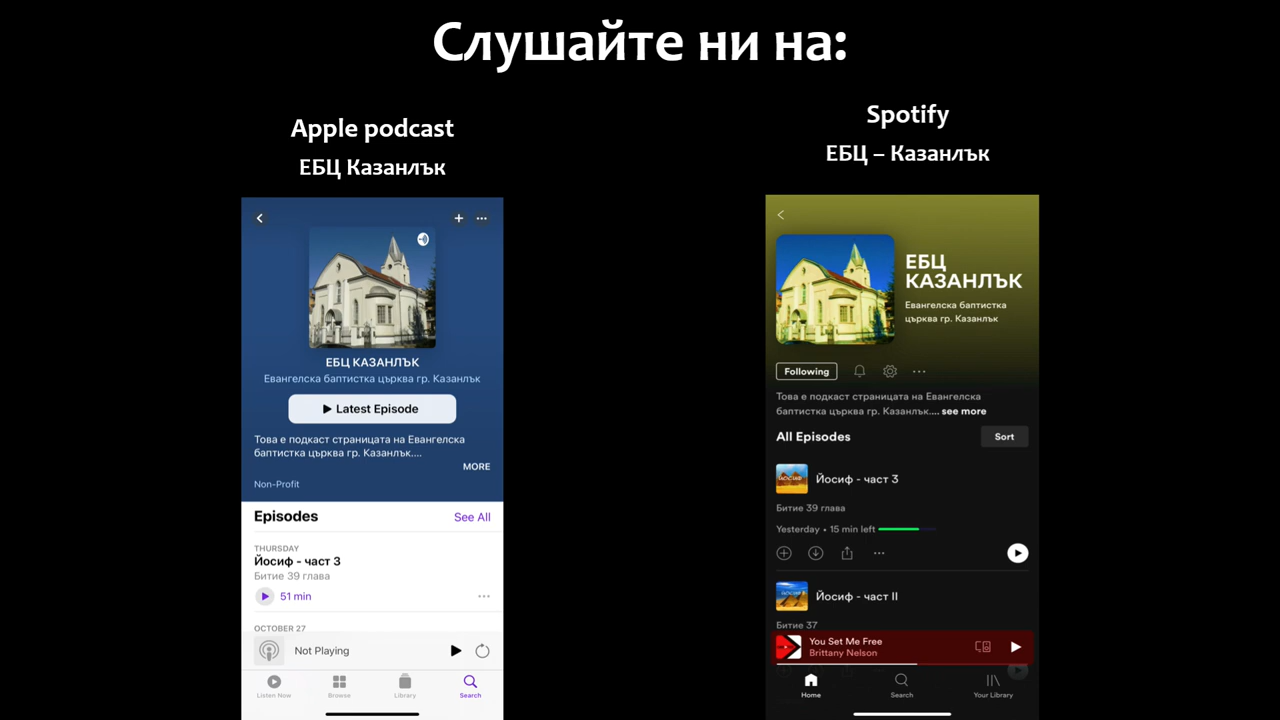 Слушайте ни на:
Apple podcast
ЕБЦ Казанлък
ЕБЦ КАЗАНЛЪК
Евангелска баптистка църква гр. Казанлък
Latest Episode
Това е подкаст страницата на Евангелска
баптистка църква гр. Казанлък....
MORE
Non-Profit
Episodes
See All
THURSDAY
Йосиф - част 3
Битие 39 глава
51 min
OCTOBER 27
Not Playing
Listen Now
Browse
Library
Search
Spotify
ЕБЦ – Казанлък
ЕБЦ
КАЗАНЛЪК
Евангелска баптистка
църква гр. Казанлък
Following
Това е подкаст страницата на Евангелска
баптистка църква гр. Казанлък.... see more
All Episodes
Sort
Йосиф - част 3
Битие 39 глава
Yesterday • 15 min left
Йосиф - част II
Битие 37
You Set Me Free
Brittany Nelson
Home
Search
Your Library